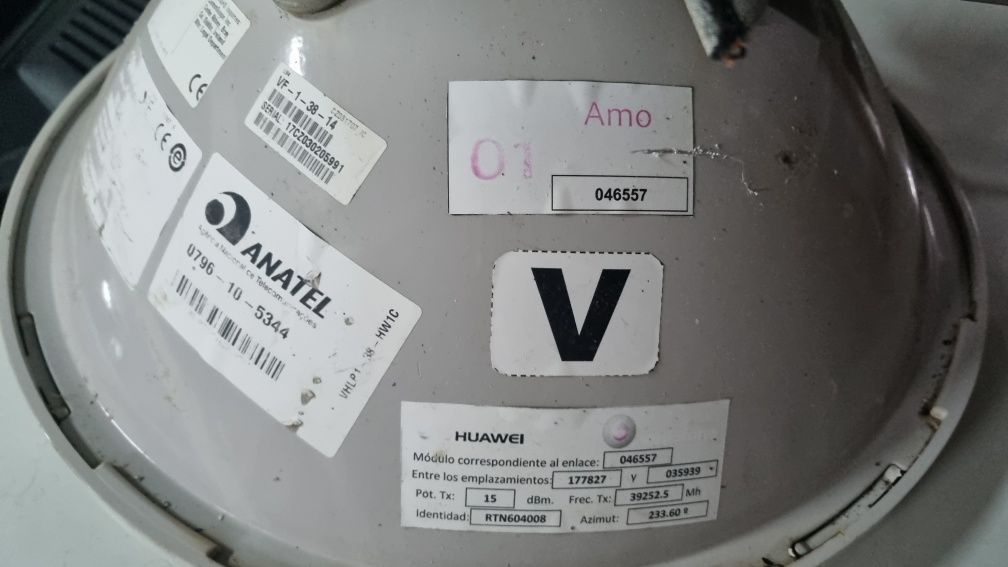 CE
VF-1-38-14
SERIAL: 17CZ030205991
CE
ANATEL
Agência Nacional de Telecomunicações
0796-10-5344
VHLP1
-HW1C
Amo
01
046557
V
HUAWEI
Módulo correspondiente al enlace: 046557
Entre los emplazamientos: 177827 y 035939
Pot. Tx: 15 dBm. Frec. Tx: 39252.5 Mh
Identidad: RTN604008 Azimut: 233.60 º